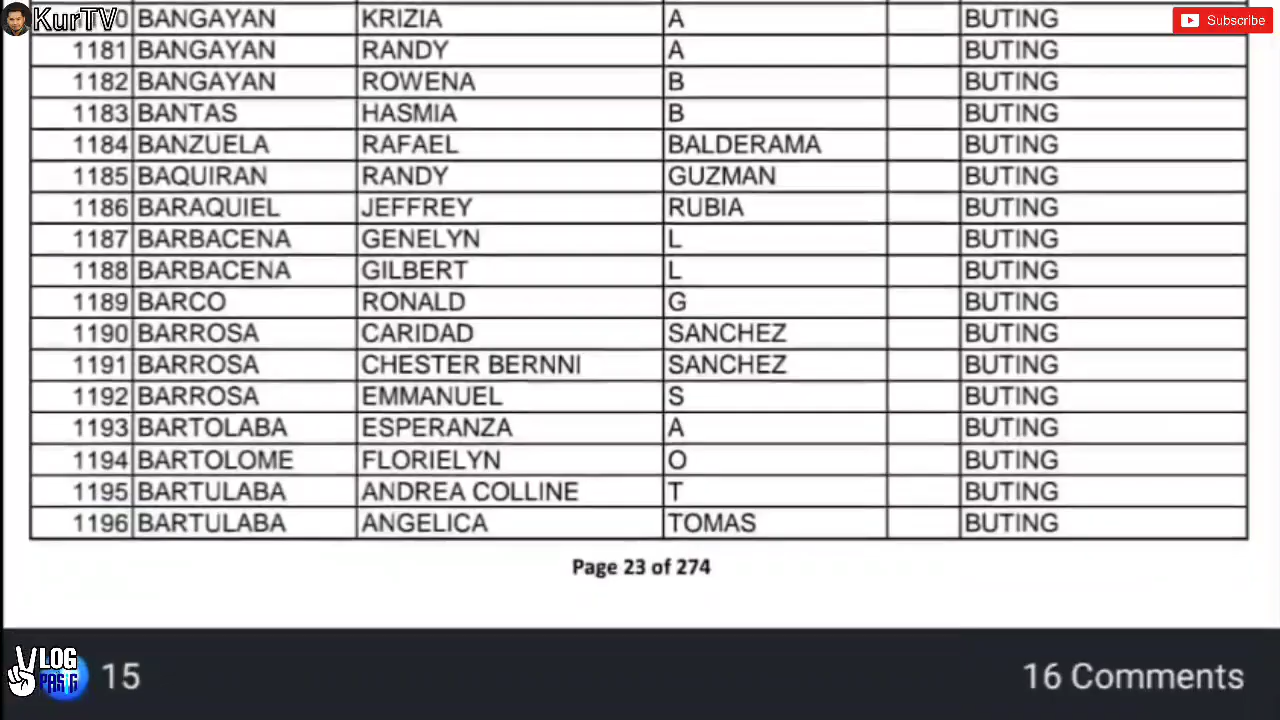 KurTV
Subscribe
0 BANGAYAN KRIZIA A BUTING
1181 BANGAYAN RANDY A BUTING
1182 BANGAYAN ROWENA B BUTING
1183 BANTAS HASMIA B BUTING
1184 BANZUELA RAFAEL BALDERAMA BUTING
1185 BAQUIRAN RANDY GUZMAN BUTING
1186 BARAQUIEL JEFFREY RUBIA BUTING
1187 BARBACENA GENELYN L BUTING
1188 BARBACENA GILBERT L BUTING
1189 BARCO RONALD G BUTING
1190 BARROSA CARIDAD SANCHEZ BUTING
1191 BARROSA CHESTER BERNNI SANCHEZ BUTING
1192 BARROSA EMMANUEL S BUTING
1193 BARTOLABA ESPERANZA A BUTING
1194 BARTOLOME FLORIELYN O BUTING
1195 BARTULABA ANDREA COLLINE T BUTING
1196 BARTULABA ANGELICA TOMAS BUTING
Page 23 of 274
VLOG
PASIG
15 16 Comments